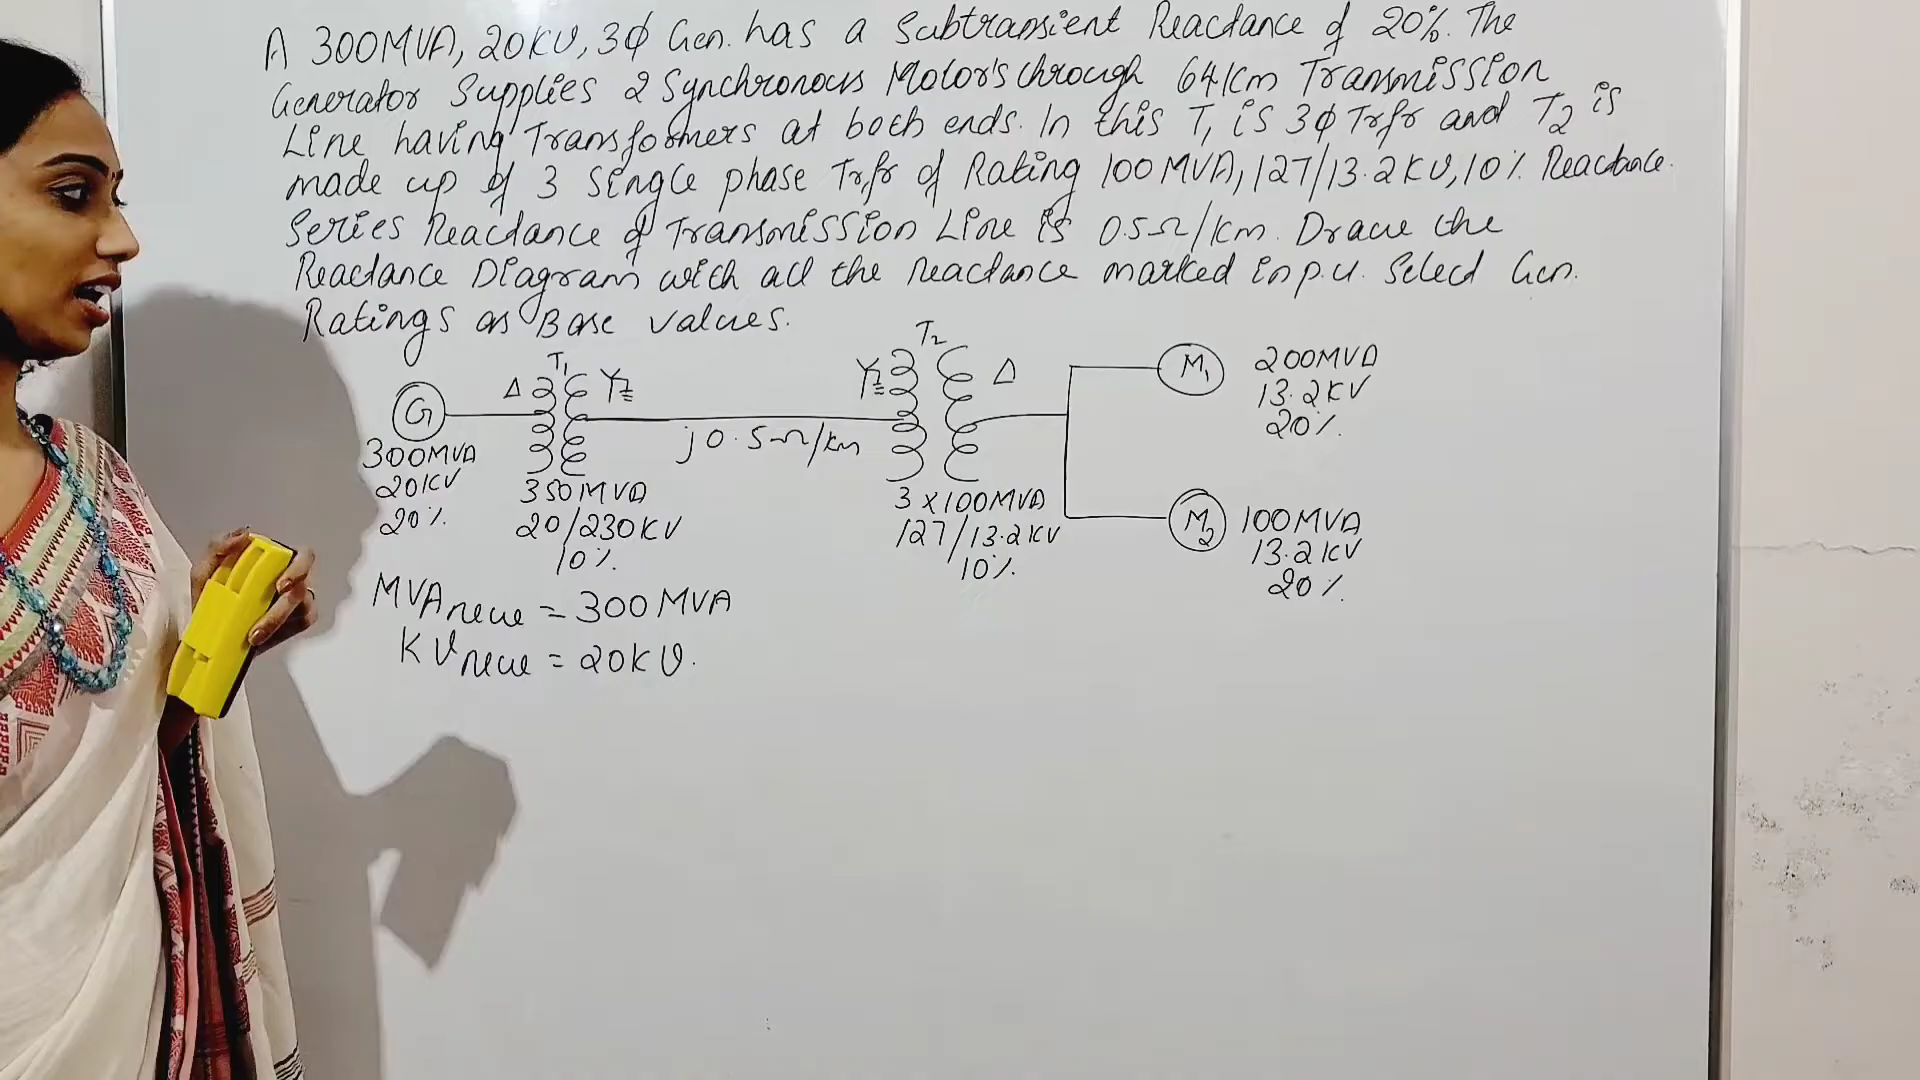 A 300MVA, 20KV, 3ϕ Gen. has a Subtransient Reactance of 20%. The
Generator Supplies 2 Synchronous Motor's through 64Km Transmission
Line having Transformers at both ends. In this T₁ is 3ϕ Trfr and T₂ is
made up of 3 Single phase Trfr of Rating 100MVA, 127/13.2KV, 10% Reactance.
Series Reactance of Transmission Line is 0.5Ω/Km. Draw the
Reactance Diagram with all the reactance marked in p.u. Select Gen.
Ratings as Base values.
T₁
T₂
Δ
Y
Y
Δ
G
M₁
200MVA
13.2KV
20%.
j0.5Ω/km
300MVA
20KV
20%.
350MVA
20/230KV
10%.
3×100MVA
127/13.2KV
10%.
M₂
100MVA
13.2KV
20%.
MVAnew = 300MVA
KVnew = 20KV.